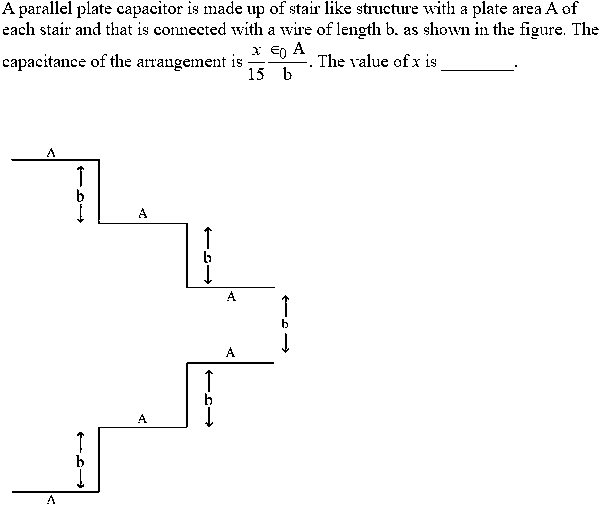 A parallel plate capacitor is made up of stair like structure with a plate area A of
each stair and that is connected with a wire of length b, as shown in the figure. The
capacitance of the arrangement is x/15 ∈0 A/b. The value of x is ________.
A
b
A
b
A
b
A
b
A
b
A